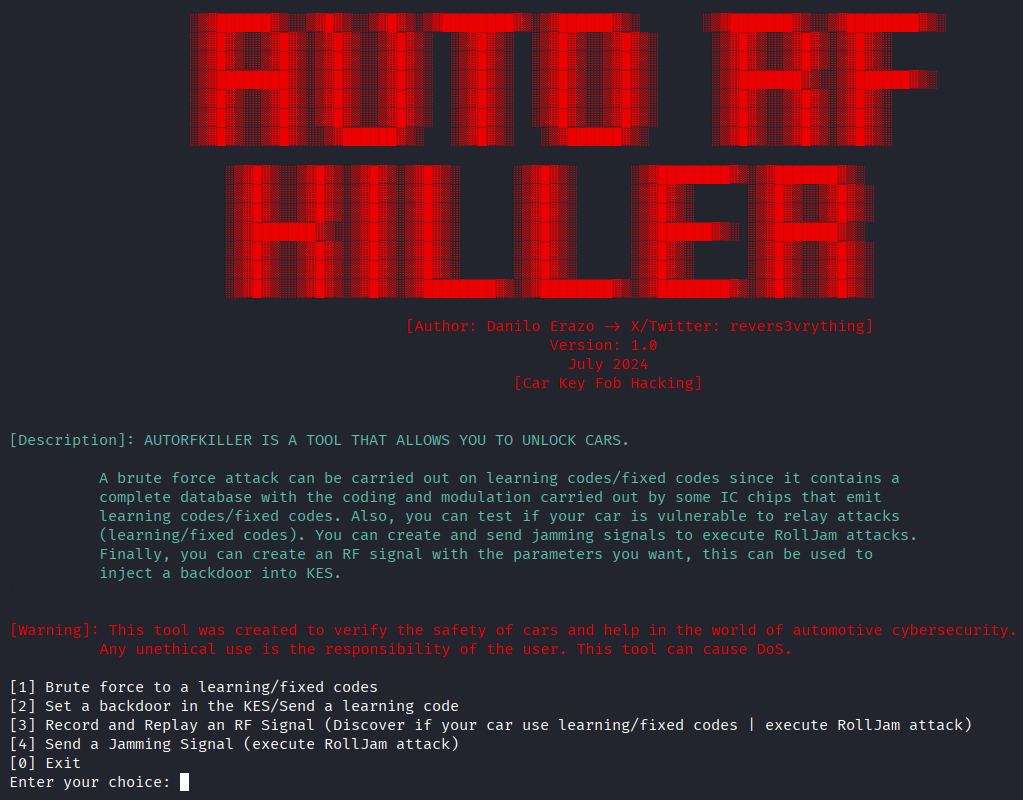 AUTO RF
KILLER
[Author: Danilo Erazo → X/Twitter: revers3vrything]
Version: 1.0
July 2024
[Car Key Fob Hacking]
[Description]: AUTORFKILLER IS A TOOL THAT ALLOWS YOU TO UNLOCK CARS.
A brute force attack can be carried out on learning codes/fixed codes since it contains a
complete database with the coding and modulation carried out by some IC chips that emit
learning codes/fixed codes. Also, you can test if your car is vulnerable to relay attacks
(learning/fixed codes). You can create and send jamming signals to execute RollJam attacks.
Finally, you can create an RF signal with the parameters you want, this can be used to
inject a backdoor into KES.
[Warning]: This tool was created to verify the safety of cars and help in the world of automotive cybersecurity.
Any unethical use is the responsibility of the user. This tool can cause DoS.
[1] Brute force to a learning/fixed codes
[2] Set a backdoor in the KES/Send a learning code
[3] Record and Replay an RF Signal (Discover if your car use learning/fixed codes | execute RollJam attack)
[4] Send a Jamming Signal (execute RollJam attack)
[0] Exit
Enter your choice: